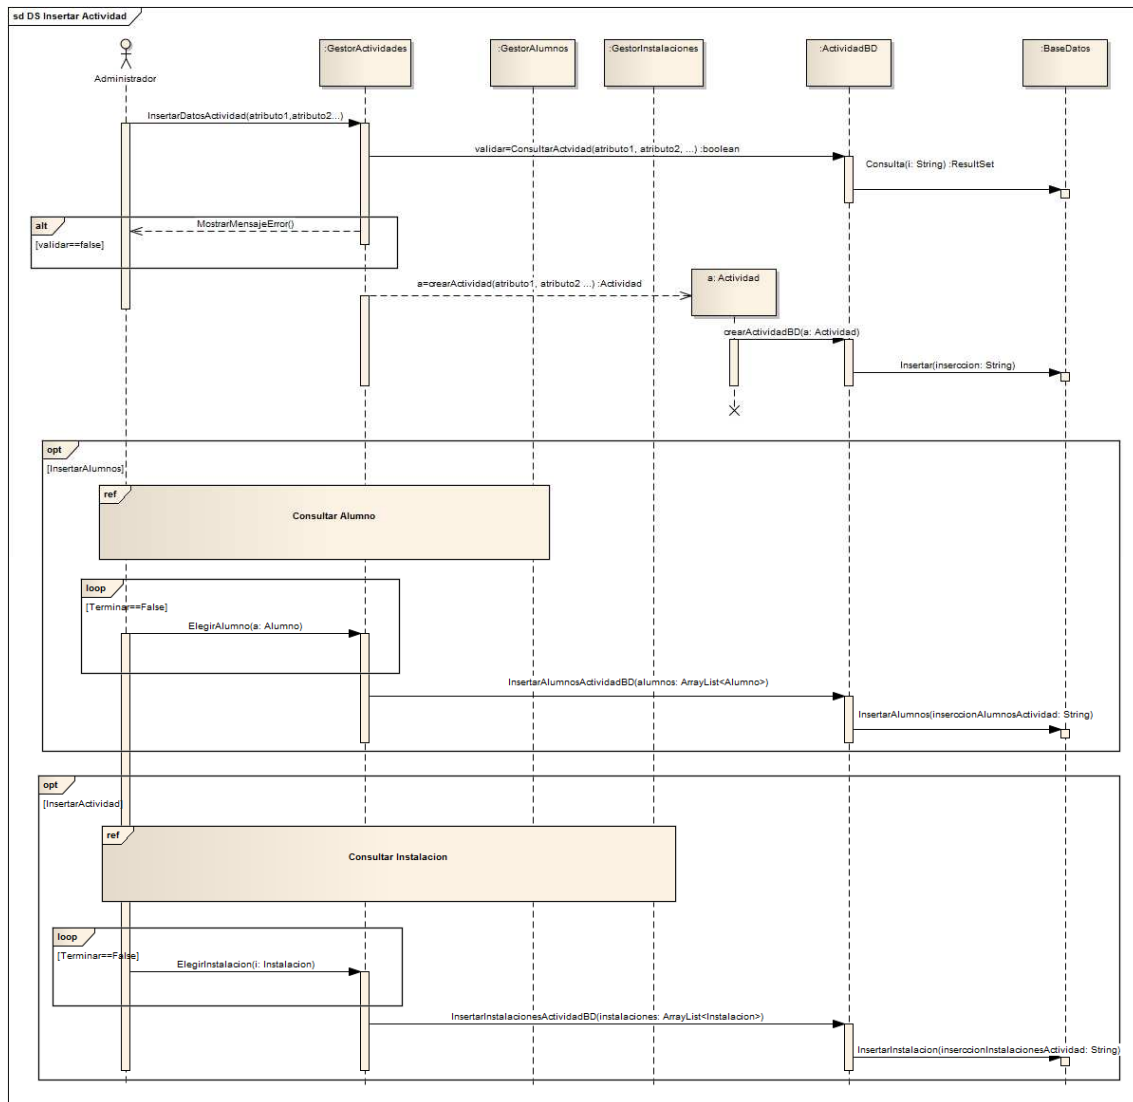 sd DS Insertar Actividad
:GestorActividades
:GestorAlumnos
:GestorInstalaciones
:ActividadBD
:BaseDatos
Administrador
InsertarDatosActividad(atributo1,atributo2...)
validar=ConsultarActvidad(atributo1, atributo2, ...) :boolean
Consulta(i: String) :ResultSet
alt
MostrarMensajeError()
[validar==false]
a=crearActividad(atributo1, atributo2 ...) :Actividad
a: Actividad
crearActividadBD(a: Actividad)
Insertar(inserccion: String)
opt
[InsertarAlumnos]
ref
Consultar Alumno
loop
[Terminar==False]
ElegirAlumno(a: Alumno)
InsertarAlumnosActividadBD(alumnos: ArrayList<Alumno>)
InsertarAlumnos(inserccionAlumnosActividad: String)
opt
[InsertarActividad]
ref
Consultar Instalacion
loop
[Terminar==False]
ElegirInstalacion(i: Instalacion)
InsertarInstalacionesActividadBD(instalaciones: ArrayList<Instalacion>)
InsertarInstalacion(inserccionInstalacionesActividad: String)